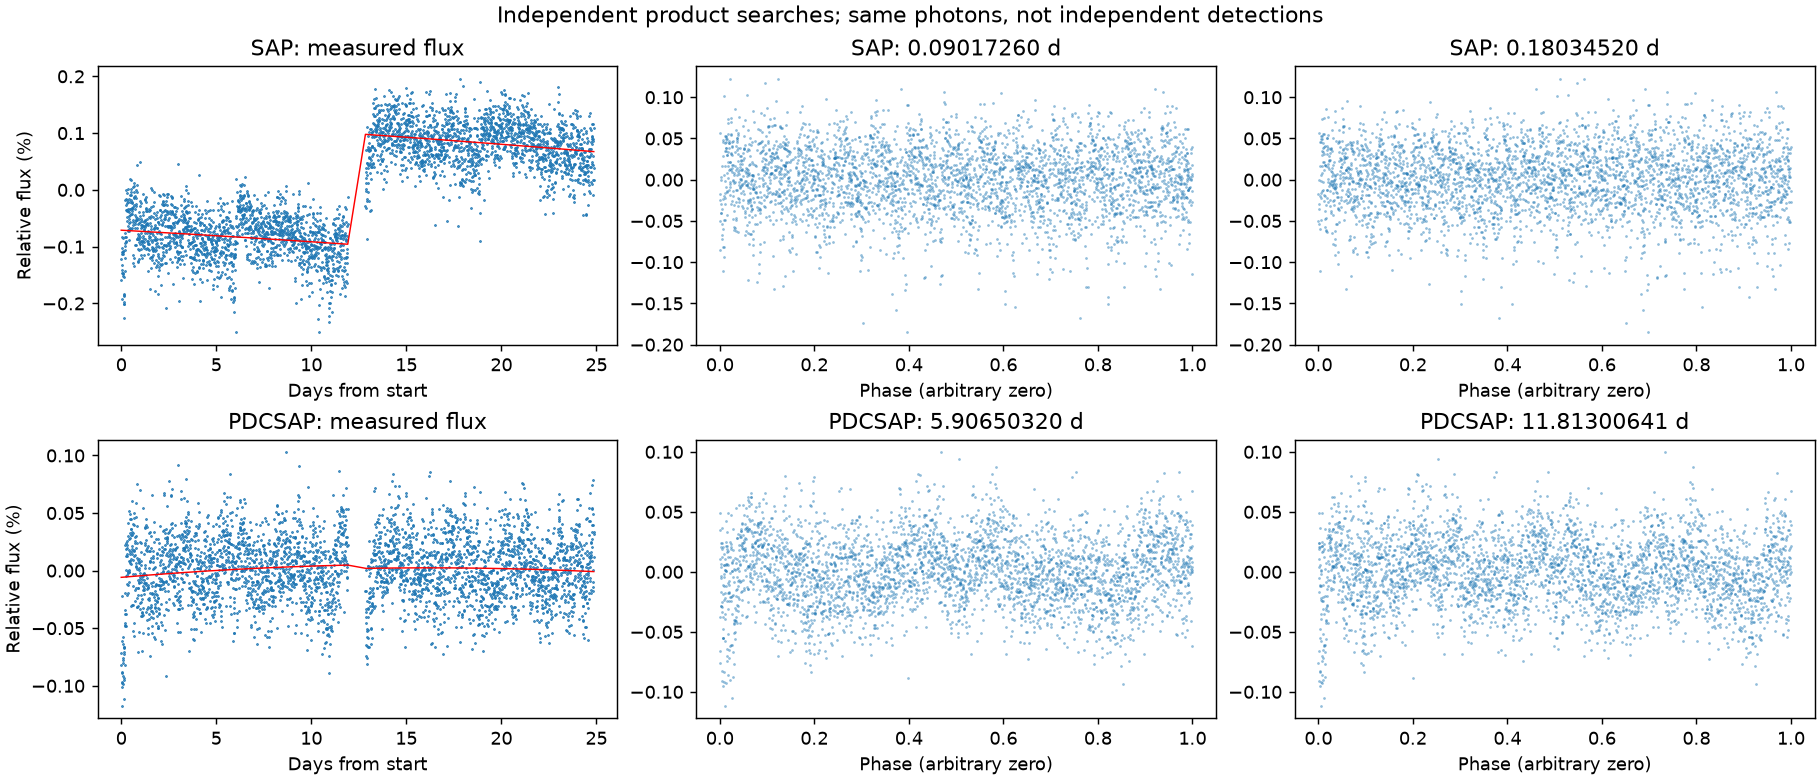 Independent product searches; same photons, not independent detections
SAP: measured flux
SAP: 0.09017260 d
SAP: 0.18034520 d
Relative flux (%)
0.2
0.1
0.0
−0.1
−0.2
0 5 10 15 20 25
Days from start
0.10
0.05
0.00
−0.05
−0.10
−0.15
−0.20
0.0 0.2 0.4 0.6 0.8 1.0
Phase (arbitrary zero)
0.10
0.05
0.00
−0.05
−0.10
−0.15
−0.20
0.0 0.2 0.4 0.6 0.8 1.0
Phase (arbitrary zero)
PDCSAP: measured flux
PDCSAP: 5.90650320 d
PDCSAP: 11.81300641 d
Relative flux (%)
0.10
0.05
0.00
−0.05
−0.10
0 5 10 15 20 25
Days from start
0.10
0.05
0.00
−0.05
−0.10
0.0 0.2 0.4 0.6 0.8 1.0
Phase (arbitrary zero)
0.10
0.05
0.00
−0.05
−0.10
0.0 0.2 0.4 0.6 0.8 1.0
Phase (arbitrary zero)